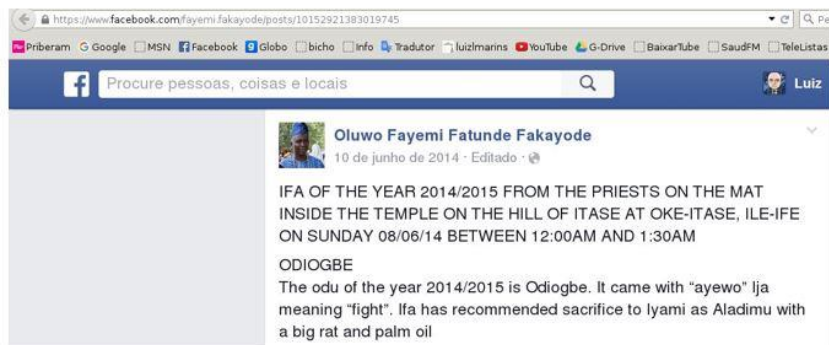 https://www.facebook.com/fayemi.fakayode/posts/10152921383019745
Priberam G Google MSN Facebook Globo bicho Info Tradutor luizlmarins YouTube G-Drive BaixarTube SaudFM TeleListas
Procure pessoas, coisas e locais
Luiz
Oluwo Fayemi Fatunde Fakayode
10 de junho de 2014 · Editado ·
IFA OF THE YEAR 2014/2015 FROM THE PRIESTS ON THE MAT
INSIDE THE TEMPLE ON THE HILL OF ITASE AT OKE-ITASE, ILE-IFE
ON SUNDAY 08/06/14 BETWEEN 12:00AM AND 1:30AM
ODIOGBE
The odu of the year 2014/2015 is Odiogbe. It came with “ayewo” Ija
meaning “fight”. Ifa has recommended sacrifice to Iyami as Aladimu with
a big rat and palm oil